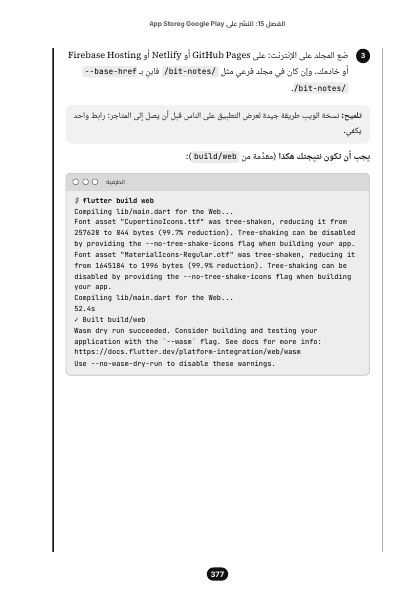 الفصل 15: النشر على App Storeg Google Play
3 ضع المجلد على الإنترنت: على GitHub Pages أو Netlify أو Firebase Hosting
أو خادمك. وإن كان في مجلد فرعي مثل /bit-notes/ فابنِ بـ --base-href
/bit-notes/.
تلميح: نسخة الويب طريقة جيدة لعرض التطبيق على الناس قبل أن يصل إلى المتاجر: رابط واحد
يكفي.
يجب أن تكون نتيجتك هكذا (مقدّمة من build/web):
الطرفية
$ flutter build web
Compiling lib/main.dart for the Web...
Font asset "CupertinoIcons.ttf" was tree-shaken, reducing it from
257628 to 844 bytes (99.7% reduction). Tree-shaking can be disabled
by providing the --no-tree-shake-icons flag when building your app.
Font asset "MaterialIcons-Regular.otf" was tree-shaken, reducing it
from 1645184 to 1996 bytes (99.9% reduction). Tree-shaking can be
disabled by providing the --no-tree-shake-icons flag when building
your app.
Compiling lib/main.dart for the Web...
52.4s
✓ Built build/web
Wasm dry run succeeded. Consider building and testing your
application with the `--wasm` flag. See docs for more info:
https://docs.flutter.dev/platform-integration/web/wasm
Use --no-wasm-dry-run to disable these warnings.
377